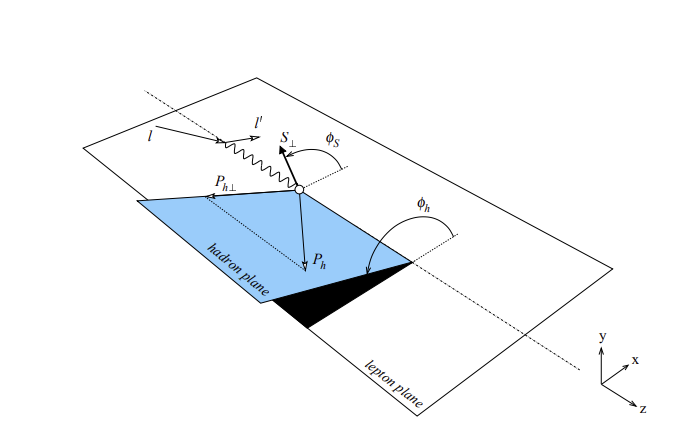 l
l'
S⊥
ϕS
Ph⊥
ϕh
Ph
hadron plane
lepton plane
y
x
z